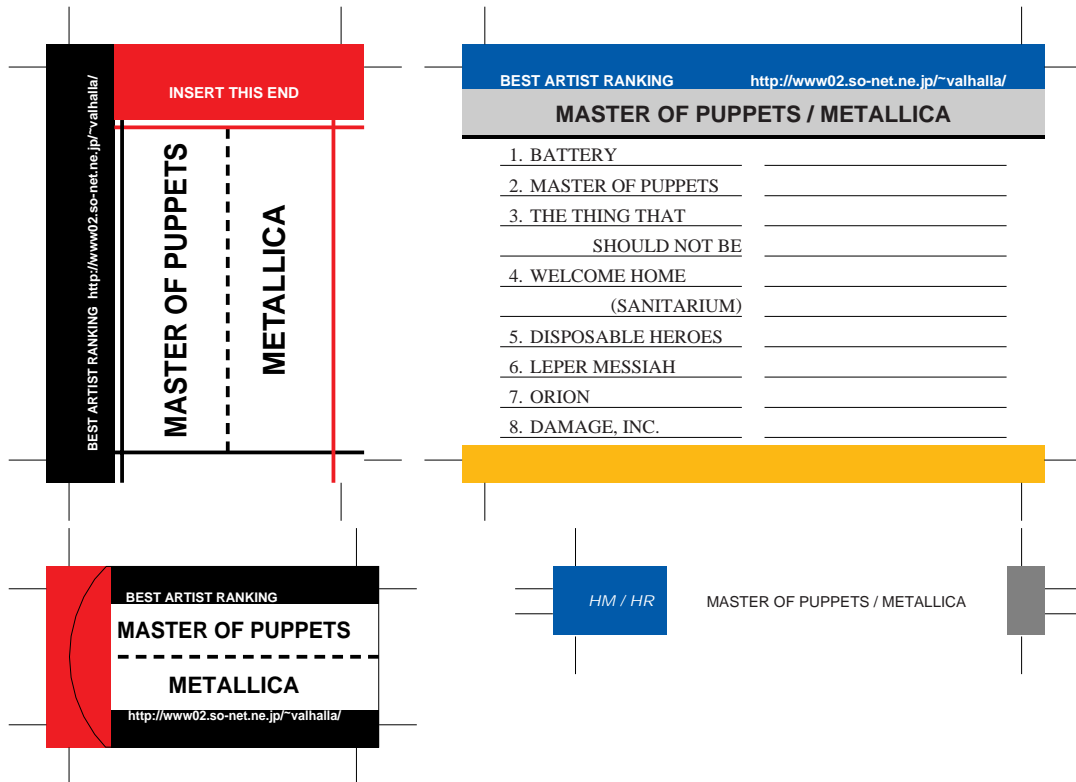 INSERT THIS END
BEST ARTIST RANKING http://www02.so-net.ne.jp/~valhalla/
MASTER OF PUPPETS
METALLICA
BEST ARTIST RANKING http://www02.so-net.ne.jp/~valhalla/
MASTER OF PUPPETS / METALLICA
1. BATTERY
2. MASTER OF PUPPETS
3. THE THING THAT
SHOULD NOT BE
4. WELCOME HOME
(SANITARIUM)
5. DISPOSABLE HEROES
6. LEPER MESSIAH
7. ORION
8. DAMAGE, INC.
BEST ARTIST RANKING
MASTER OF PUPPETS
METALLICA
http://www02.so-net.ne.jp/~valhalla/
HM / HR
MASTER OF PUPPETS / METALLICA